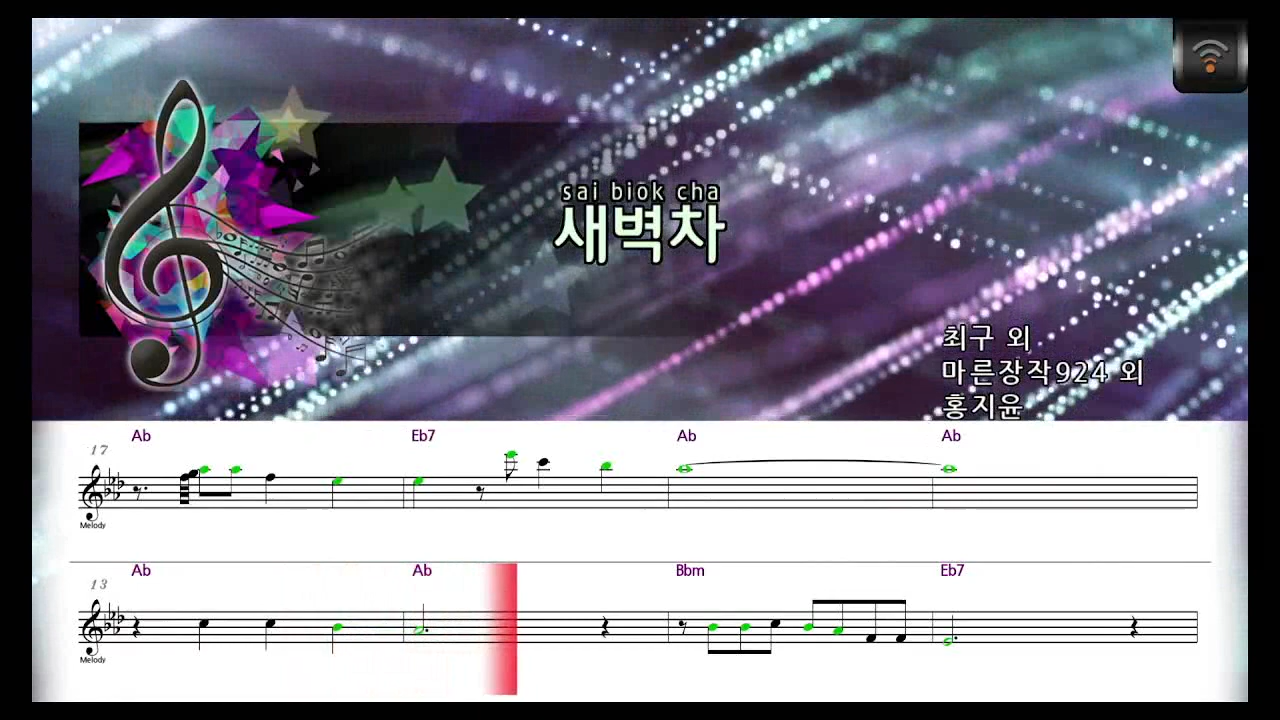 sai biok cha
새벽차
최구 외
마른장작924 외
홍지윤
Ab Eb7 Ab Ab
17
Melody
Ab Ab Bbm Eb7
13
Melody